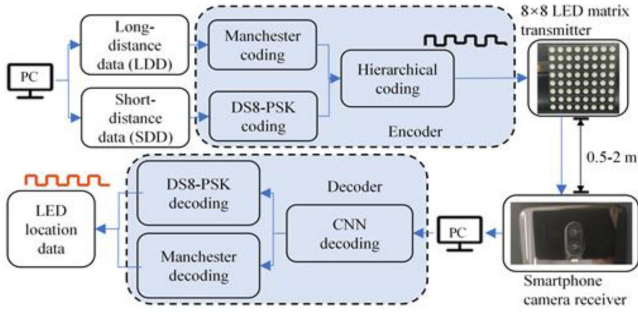 PC
Long-
distance
data (LDD)
Short-
distance
data (SDD)
Manchester
coding
DS8-PSK
coding
Hierarchical
coding
Encoder
8×8 LED matrix
transmitter
0.5-2 m
Smartphone
camera receiver
PC
Decoder
CNN
decoding
DS8-PSK
decoding
Manchester
decoding
LED
location
data